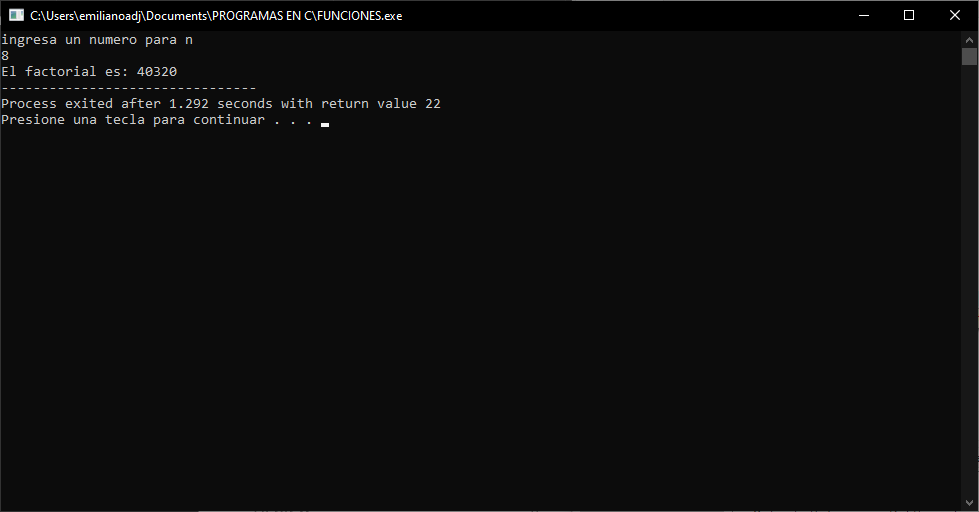 C:\Users\emilianoadj\Documents\PROGRAMAS EN C\FUNCIONES.exe
ingresa un numero para n
8
El factorial es: 40320
--------------------------------
Process exited after 1.292 seconds with return value 22
Presione una tecla para continuar . . .